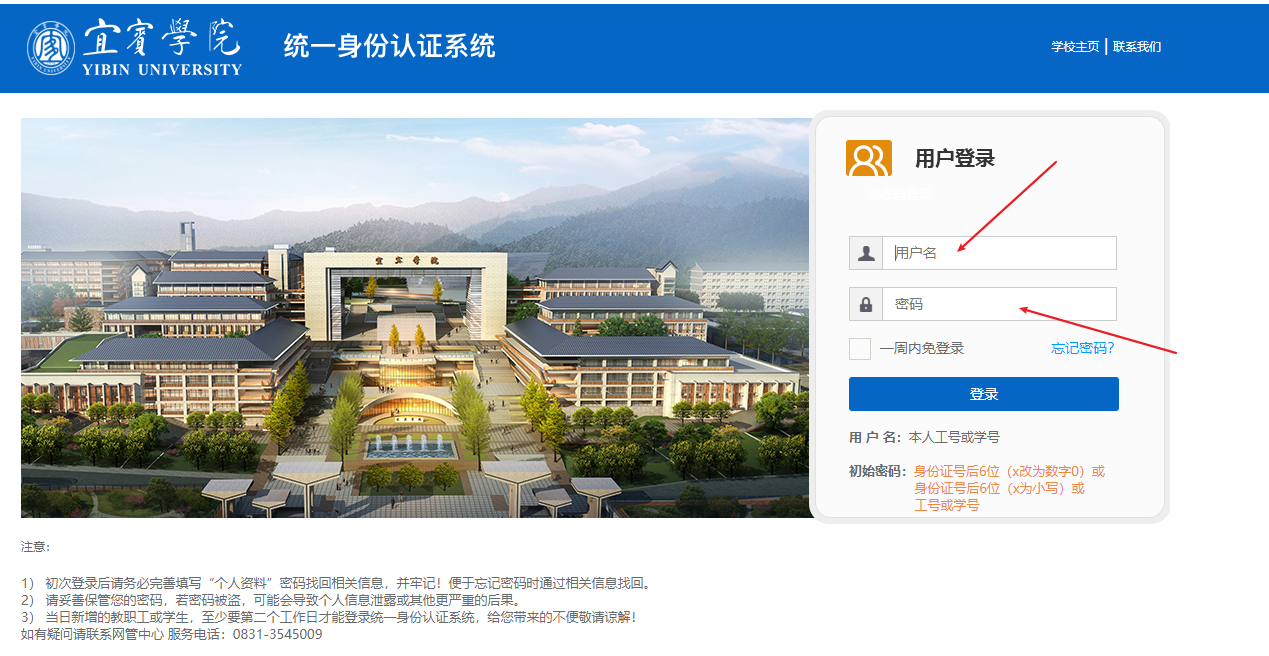 宜宾学院
YIBIN UNIVERSITY
统一身份认证系统
学校主页 | 联系我们
宜宾学院
用户登录
用户名
密码
一周内免登录
忘记密码?
登录
用 户 名：本人工号或学号
初始密码：身份证号后6位（x改为数字0）或
身份证号后6位（x为小写）或
工号或学号
注意：
1） 初次登录后请务必完善填写“个人资料”密码找回相关信息，并牢记！便于忘记密码时通过相关信息找回。
2） 请妥善保管您的密码，若密码被盗，可能会导致个人信息泄露或其他更严重的后果。
3） 当日新增的教职工或学生，至少要第二个工作日才能登录统一身份认证系统，给您带来的不便敬请谅解！
如有疑问请联系网管中心 服务电话：0831-3545009